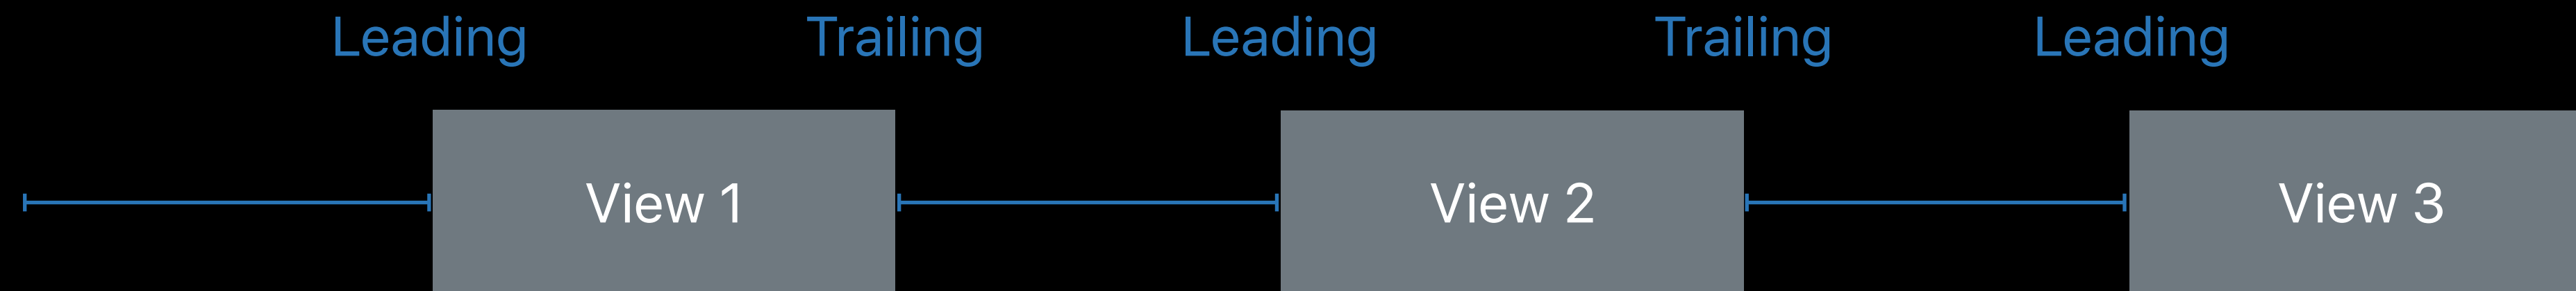 Leading Trailing Leading Trailing Leading
View 1 View 2 View 3